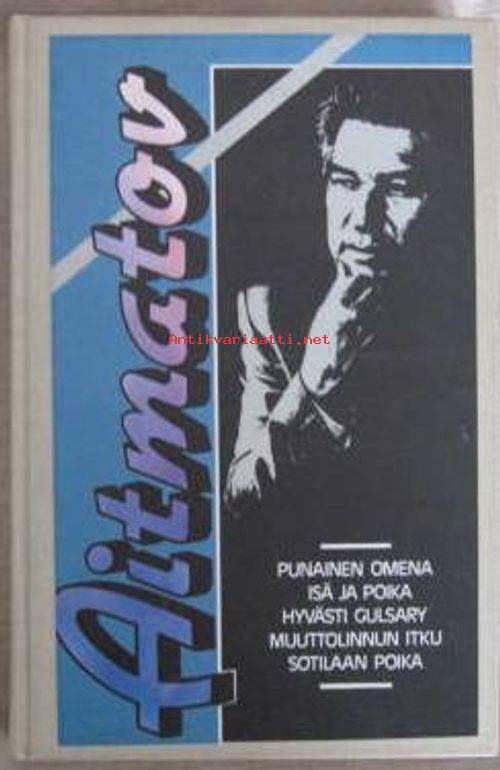 Aitmatov
Antikvariaatti.net
PUNAINEN OMENA
ISÄ JA POIKA
HYVÄSTI GULSARY
MUUTTOLINNUN ITKU
SOTILAAN POIKA